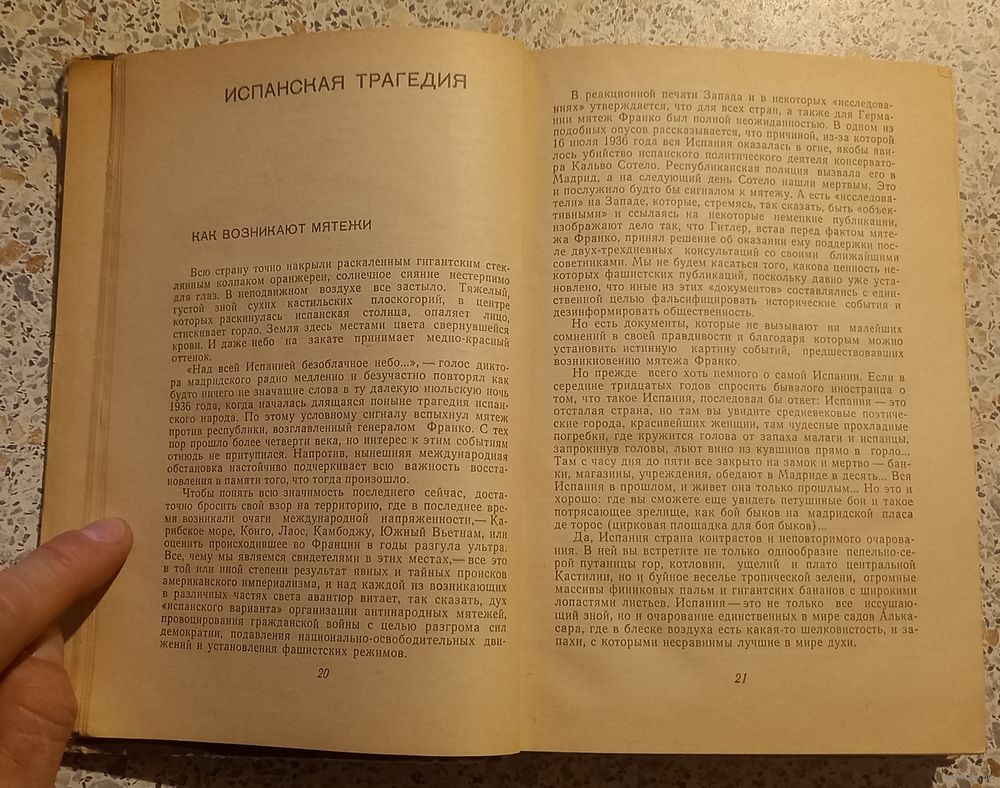 ИСПАНСКАЯ ТРАГЕДИЯ
КАК ВОЗНИКАЮТ МЯТЕЖИ
Всю страну точно накрыли раскаленным гигантским стек-
лянным колпаком оранжереи, солнечное сияние нестерпимо
для глаз. В неподвижном воздухе все застыло. Тяжелый,
густой зной сухих кастильских плоскогорий, в центре
которых раскинулась испанская столица, опаляет лицо,
стискивает горло. Земля здесь местами цвета свернувшейся
крови. И даже небо на закате принимает медно-красный
оттенок.
«Над всей Испанией безоблачное небо...», — голос дикто-
ра мадридского радио медленно и безучастно повторял как
будто ничего не значащие слова в ту далекую июльскую ночь
1936 года, когда началась длящаяся поныне трагедия испан-
ского народа. По этому условному сигналу вспыхнул мятеж
против республики, возглавленный генералом Франко. С тех
пор прошло более четверти века, но интерес к этим событиям
отнюдь не притупился. Напротив, нынешняя международная
обстановка настойчиво подчеркивает всю важность восста-
новления в памяти того, что тогда произошло.
Чтобы понять всю значимость последнего сейчас, доста-
точно бросить свой взор на территорию, где в последнее вре-
мя возникали очаги международной напряженности,— Ка-
рибское море, Конго, Лаос, Камбоджу, Южный Вьетнам, или
оценить происходившее во Франции в годы разгула ультра.
Все, чему мы являемся свидетелями в этих местах,— все это
в той или иной степени результат явных и тайных происков
американского империализма, и над каждой из возникающих
в различных частях света авантюр витает, так сказать, дух
«испанского варианта» организации антинародных мятежей,
провоцирования гражданской войны с целью разгрома сил
демократии, подавления национально-освободительных дви-
жений и установления фашистских режимов.
20
В реакционной печати Запада и в некоторых «исследова-
ниях» утверждается, что для всех стран, а также для Герма-
нии мятеж Франко был полной неожиданностью. В одном из
подобных опусов рассказывается, что причиной, из-за которой
16 июля 1936 года вся Испания оказалась в огне, якобы яви-
лось убийство испанского политического деятеля консервато-
ра Кальво Сотело. Республиканская полиция вызвала его в
Мадрид, а на следующий день Сотело нашли мертвым. Это
и послужило будто бы сигналом к мятежу. А есть «исследова-
тели» на Западе, которые, стремясь, так сказать, быть «объек-
тивными» и ссылаясь на некоторые немецкие публикации,
изображают дело так, что Гитлер, встав перед фактом мяте-
жа Франко, принял решение об оказании ему поддержки пос-
ле двух-трехдневных консультаций со своими ближайшими
советниками. Мы не будем касаться того, какова ценность не-
которых фашистских публикаций, поскольку давно уже уста-
новлено, что иные из этих «документов» составлялись с един-
ственной целью фальсифицировать исторические события и
дезинформировать общественность.
Но есть документы, которые не вызывают ни малейших
сомнений в своей правдивости и благодаря которым можно
установить истинную картину событий, предшествовавших
возникновению мятежа Франко.
Но прежде всего хоть немного о самой Испании. Если в
середине тридцатых годов спросить бывалого иностранца о
том, что такое Испания, последовал бы ответ: Испания — это
отсталая страна, но там вы увидите средневековые поэтиче-
ские города, красивейших женщин, там чудесные прохладные
погребки, где кружится голова от запаха малаги и испанцы,
запрокинув головы, льют вино из кувшинов прямо в горло...
Там с часу дня до пяти все закрыто на замок и мертво — бан-
ки, магазины, учреждения, обедают в Мадриде в десять... Вся
Испания в прошлом, и живет она только прошлым... Но это и
хорошо: где вы сможете еще увидеть петушиные бои и такое
потрясающее зрелище, как бой быков на мадридской пласа
де торос (цирковая площадка для боя быков)...
Да, Испания страна контрастов и неповторимого очарова-
ния. В ней вы встретите не только однообразие пепельно-се-
рой путаницы гор, котловин, ущелий и плато центральной
Кастилии, но и буйное веселье тропической зелени, огромные
массивы финиковых пальм и гигантских бананов с широкими
лопастями листьев. Испания — это не только все иссушаю-
щий зной, но и очарование единственных в мире садов Алька-
сара, где в блеске воздуха есть какая-то шелковистость, и за-
пахи, с которыми несравнимы лучшие в мире духи.
21